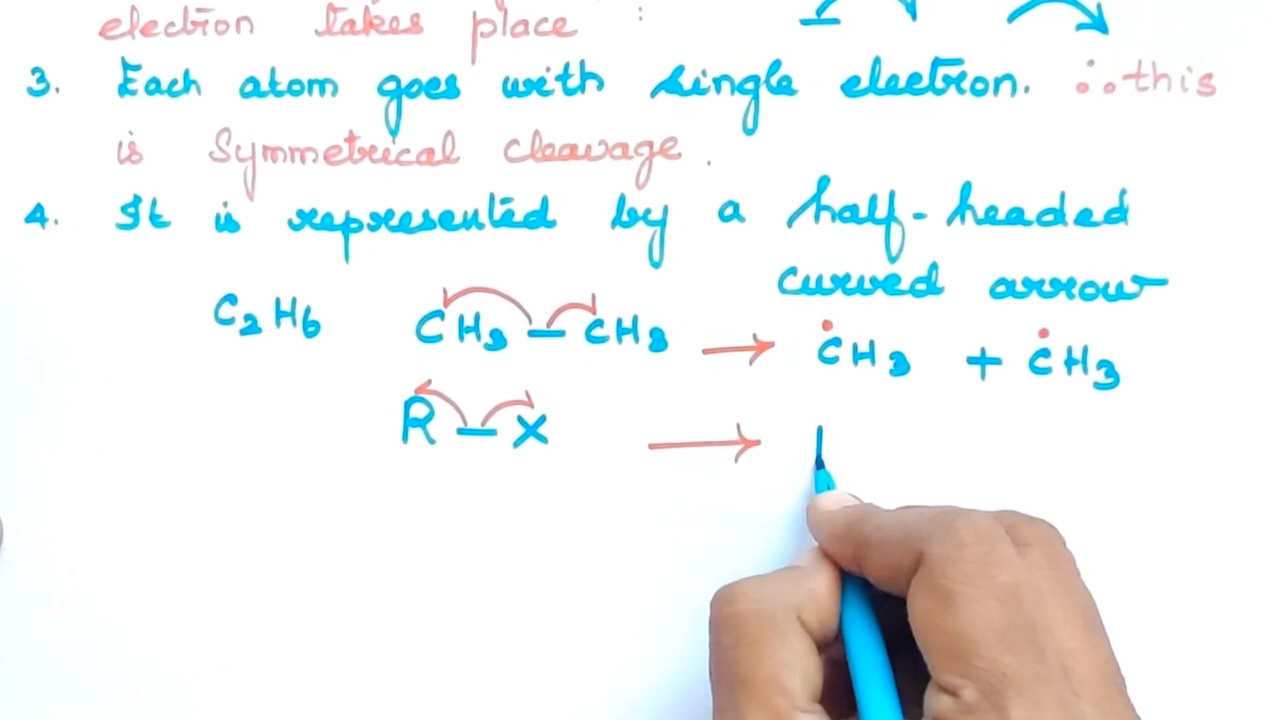 electron takes place :
3. Each atom goes with single electron. ∴ this
is Symmetrical cleavage.
4. It is represented by a half-headed
curved arrow
C₂H₆ CH₃ – CH₃ → ĊH₃ + ĊH₃
R – X →